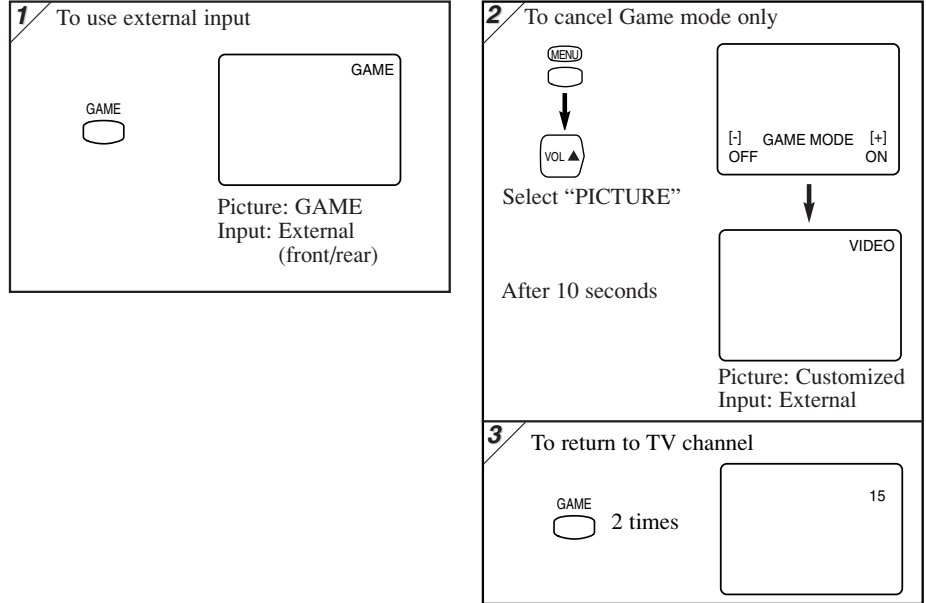 1 To use external input
GAME
GAME
Picture: GAME
Input: External
(front/rear)
2 To cancel Game mode only
MENU
VOL ▲
Select “PICTURE”
[-] GAME MODE [+]
OFF ON
After 10 seconds
VIDEO
Picture: Customized
Input: External
3 To return to TV channel
GAME
2 times
15